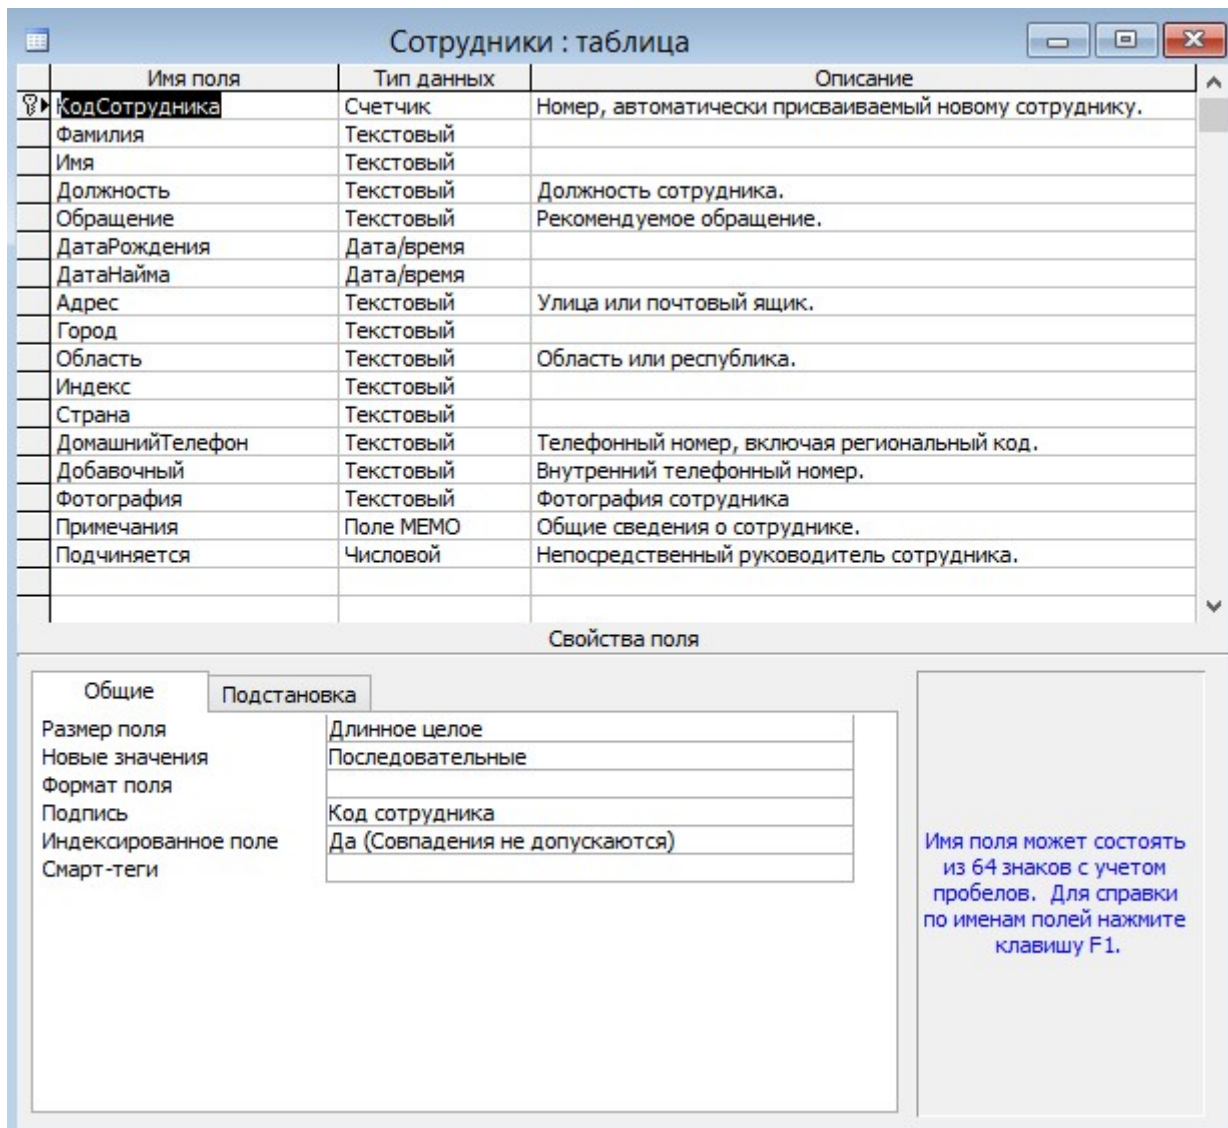 Сотрудники : таблица
Имя поля Тип данных Описание
КодСотрудника Счетчик Номер, автоматически присваиваемый новому сотруднику.
Фамилия Текстовый
Имя Текстовый
Должность Текстовый Должность сотрудника.
Обращение Текстовый Рекомендуемое обращение.
ДатаРождения Дата/время
ДатаНайма Дата/время
Адрес Текстовый Улица или почтовый ящик.
Город Текстовый
Область Текстовый Область или республика.
Индекс Текстовый
Страна Текстовый
ДомашнийТелефон Текстовый Телефонный номер, включая региональный код.
Добавочный Текстовый Внутренний телефонный номер.
Фотография Текстовый Фотография сотрудника
Примечания Поле МЕМО Общие сведения о сотруднике.
Подчиняется Числовой Непосредственный руководитель сотрудника.
Свойства поля
Общие Подстановка
Размер поля Длинное целое
Новые значения Последовательные
Формат поля
Подпись Код сотрудника
Индексированное поле Да (Совпадения не допускаются)
Смарт-теги
Имя поля может состоять
из 64 знаков с учетом
пробелов. Для справки
по именам полей нажмите
клавишу F1.